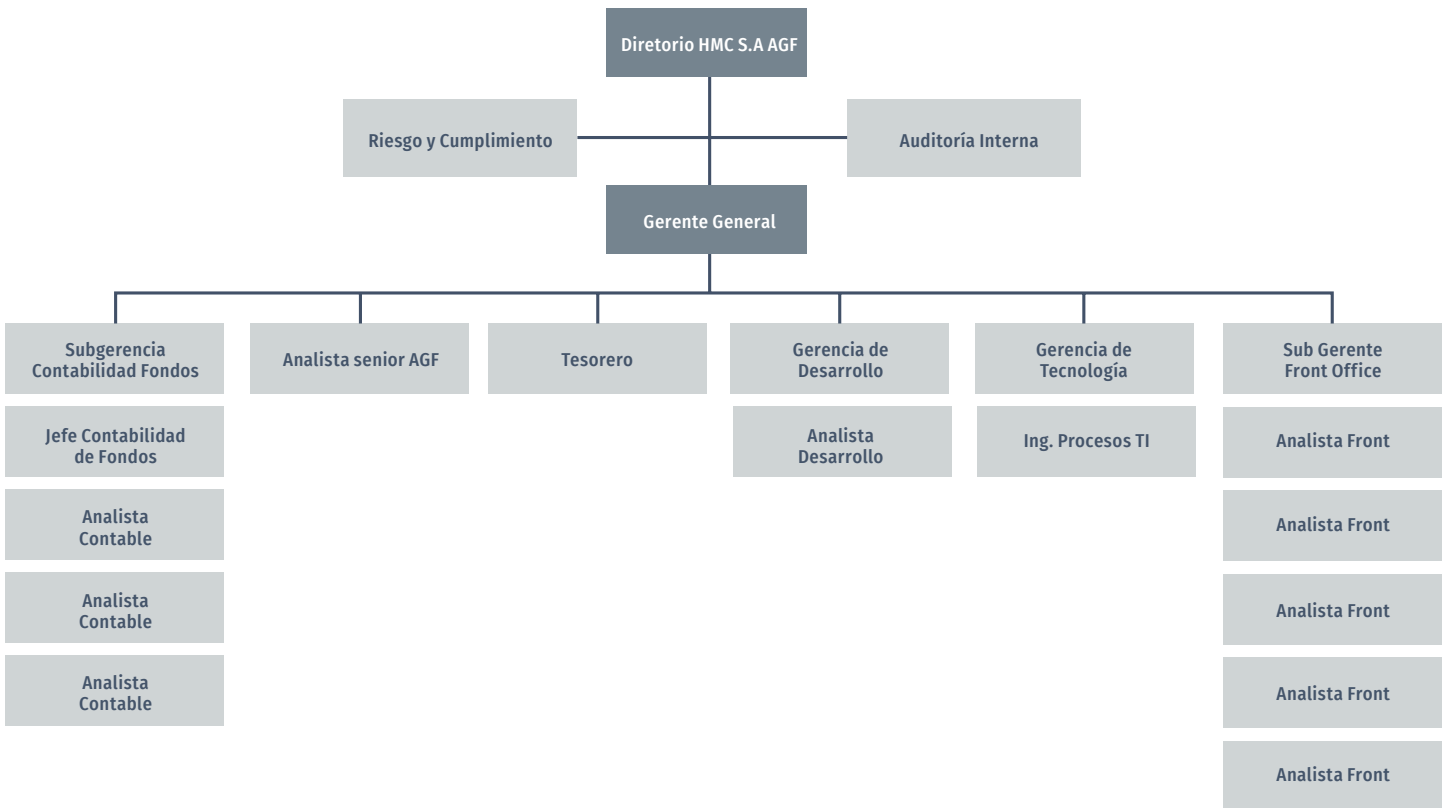 Diretorio HMC S.A AGF
Riesgo y Cumplimiento
Auditoría Interna
Gerente General
Subgerencia
Contabilidad Fondos
Analista senior AGF
Tesorero
Gerencia de
Desarrollo
Gerencia de
Tecnología
Sub Gerente
Front Office
Jefe Contabilidad
de Fondos
Analista
Desarrollo
Ing. Procesos TI
Analista Front
Analista
Contable
Analista Front
Analista
Contable
Analista Front
Analista
Contable
Analista Front
Analista Front